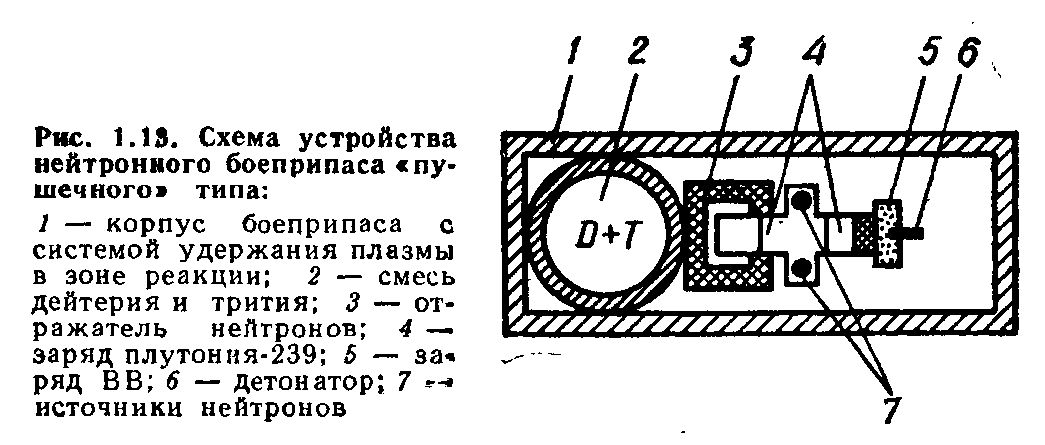 1 2 3 4 5 6
Рис. 1.13. Схема устройства
нейтронного боеприпаса «пу-
шечного» типа:
1 — корпус боеприпаса с
системой удержания плазмы
в зоне реакции; 2 — смесь
дейтерия и трития; 3 — от-
ражатель нейтронов; 4 —
заряд плутония-239; 5 — за-
ряд ВВ; 6 — детонатор; 7 —
источники нейтронов
D+T
7